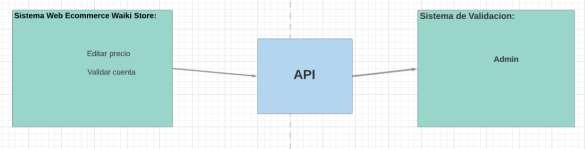 Sistema Web Ecommerce Waiki Store:
Editar precio
Validar cuenta
API
Sistema de Validacion:
Admin